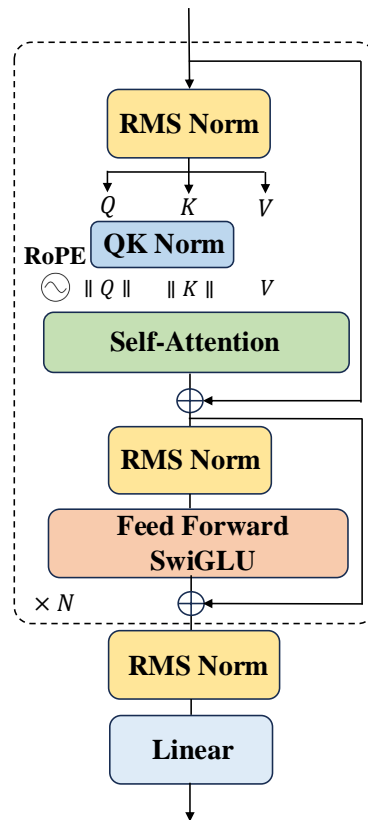 RMS Norm
Q K V
QK Norm
RoPE
‖ Q ‖ ‖ K ‖ V
Self-Attention
RMS Norm
Feed Forward
SwiGLU
× N
RMS Norm
Linear